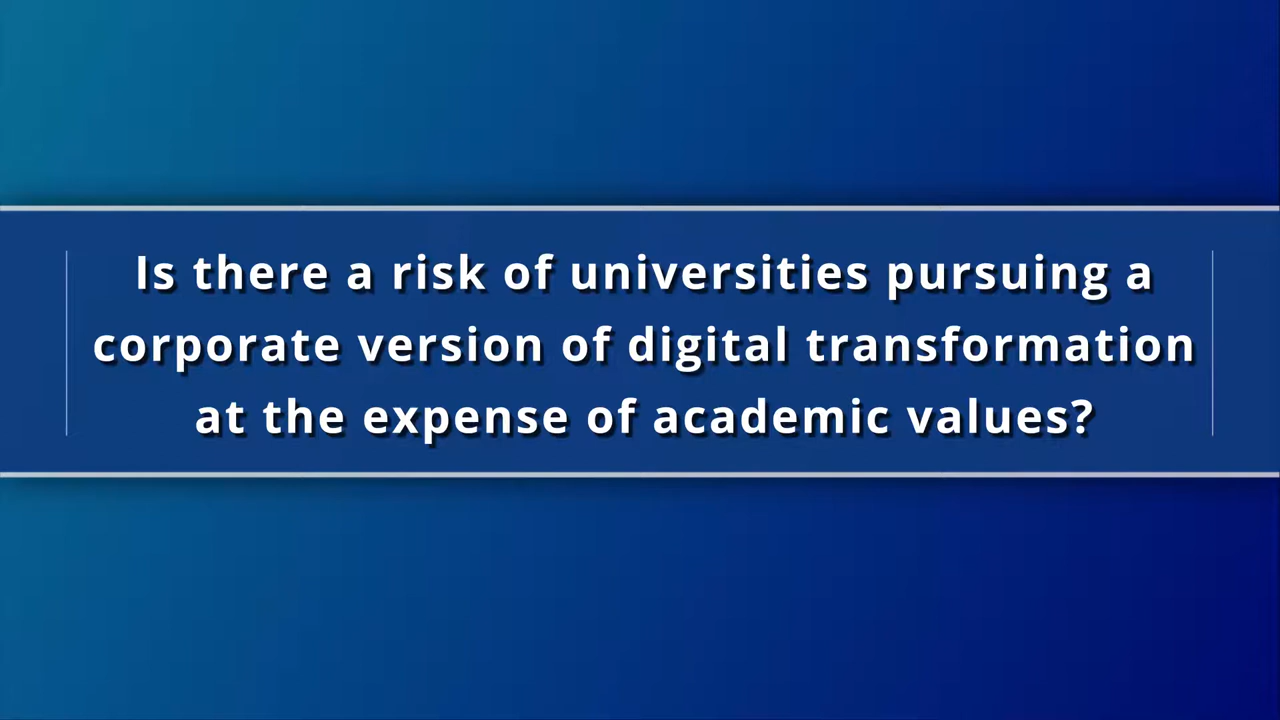 Is there a risk of universities pursuing a
corporate version of digital transformation
at the expense of academic values?